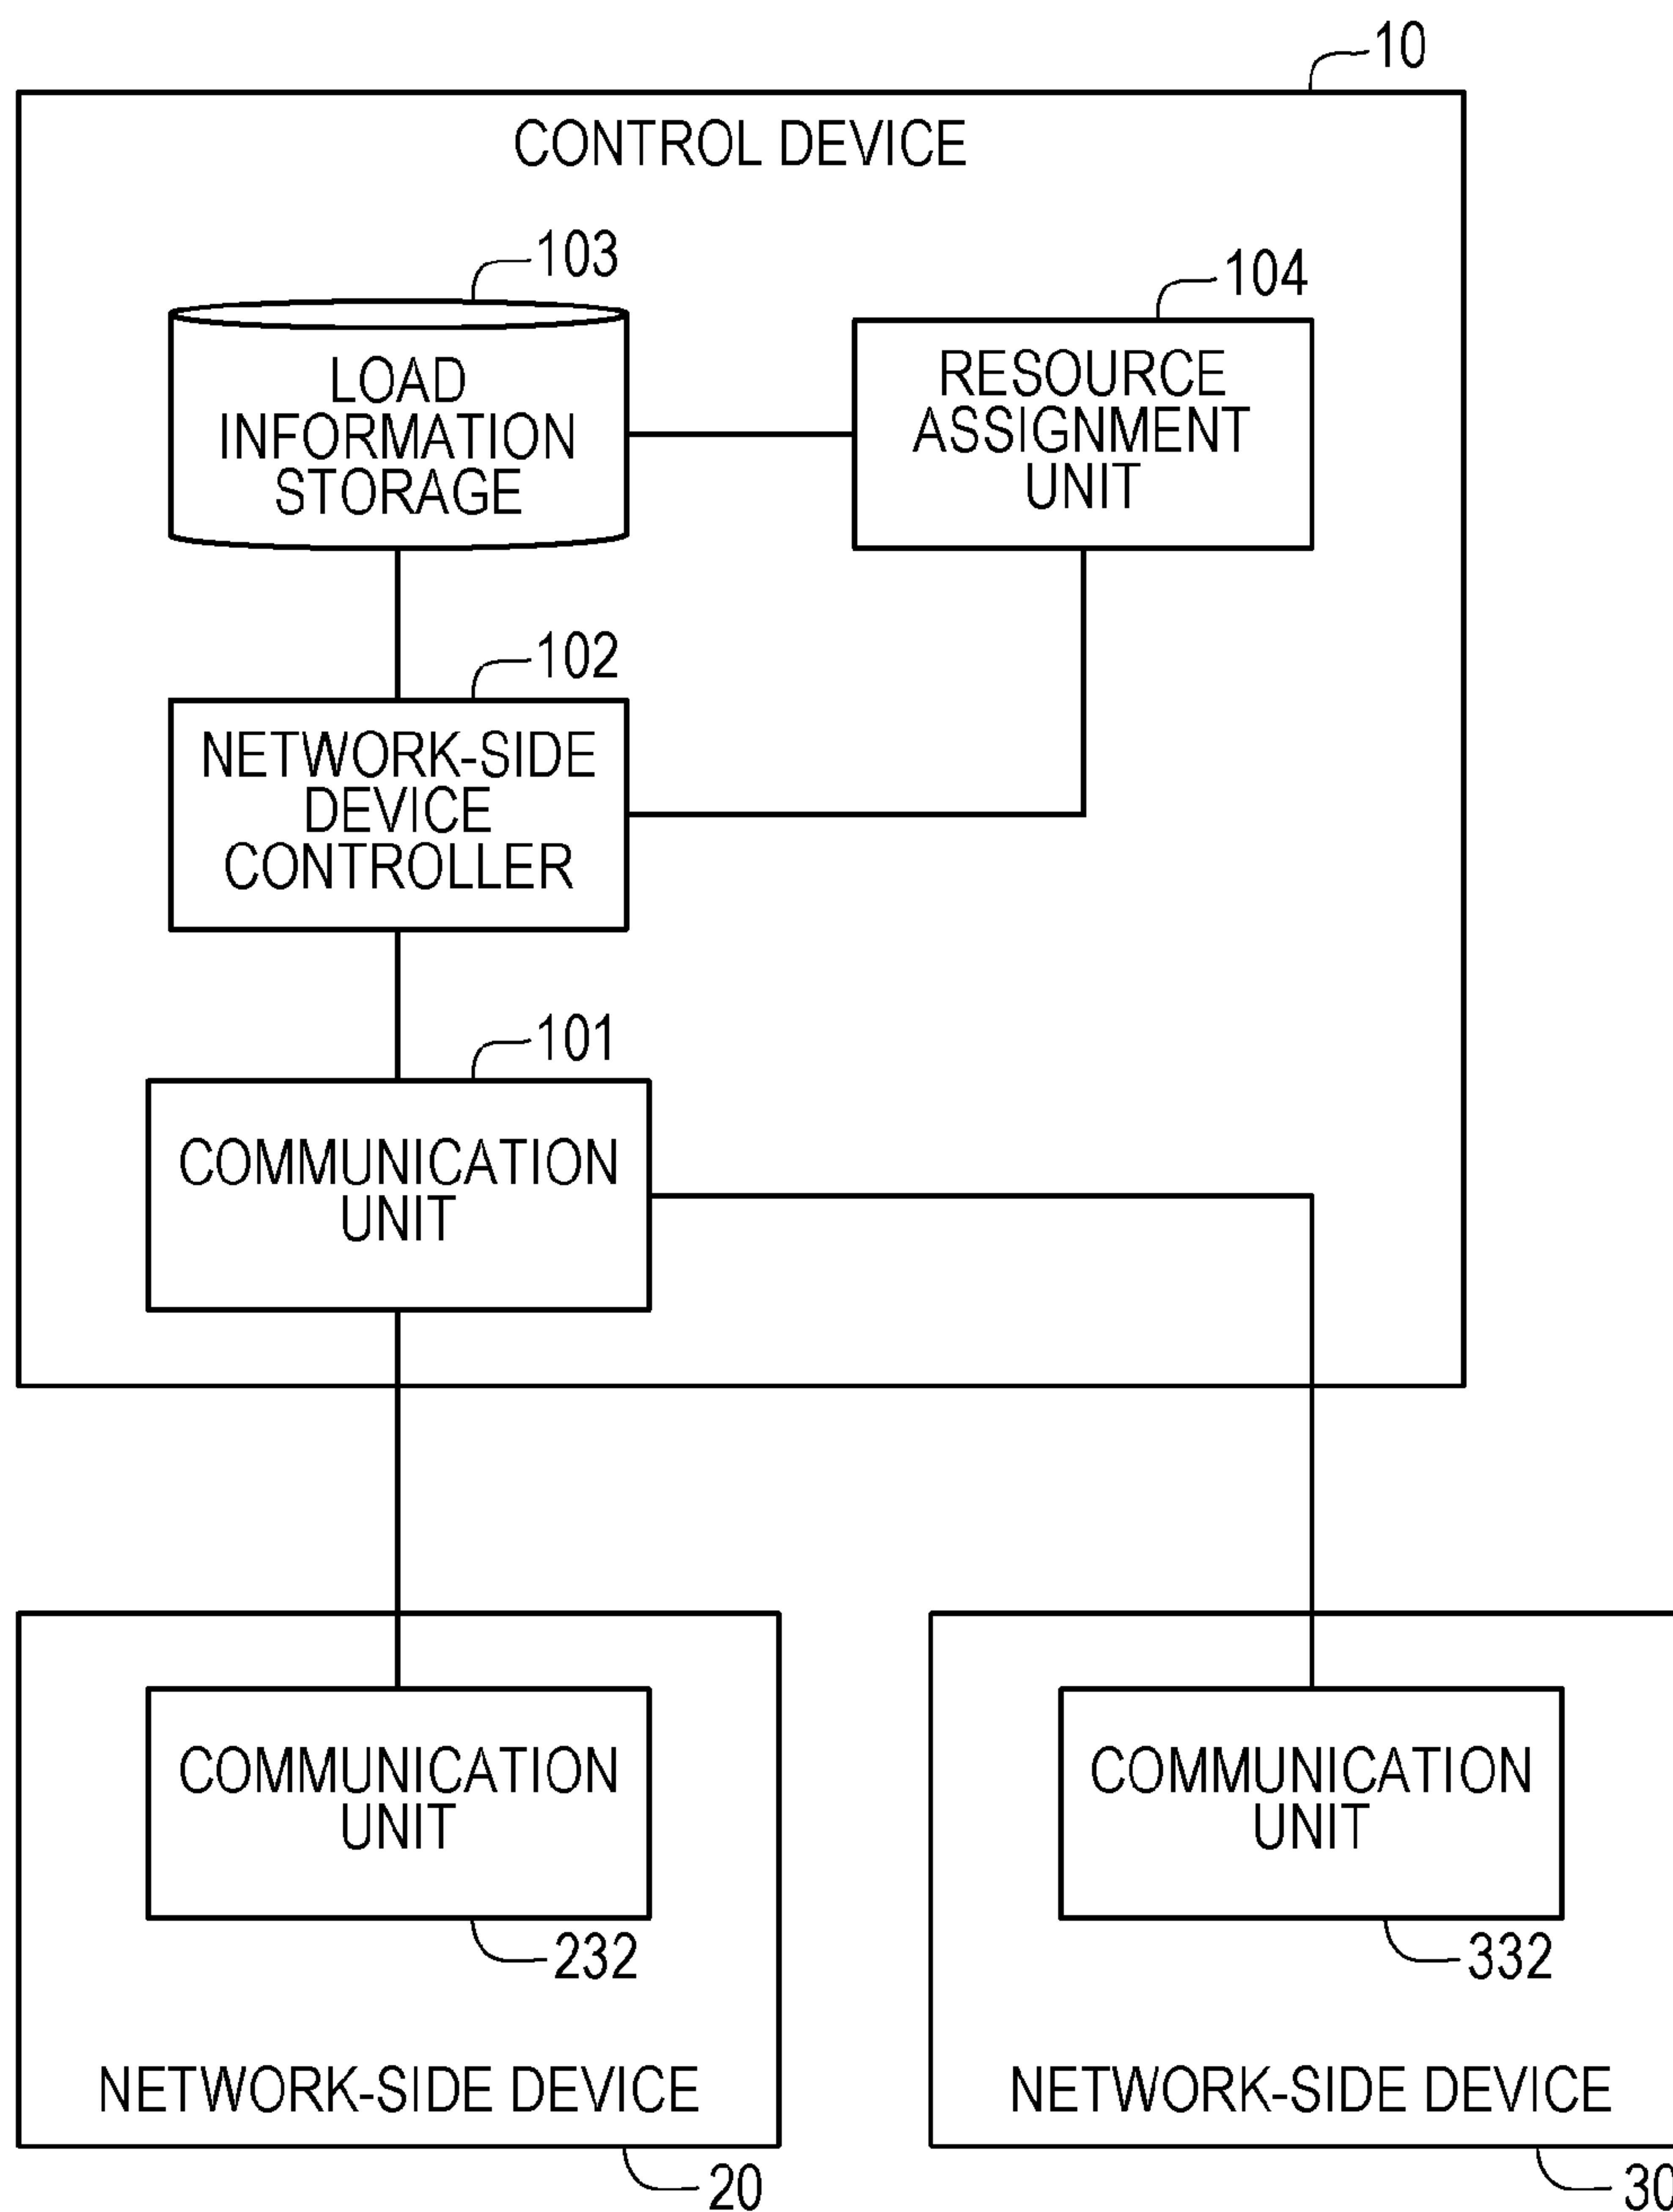 10
CONTROL DEVICE
103
104
LOAD
INFORMATION
STORAGE
RESOURCE
ASSIGNMENT
UNIT
102
NETWORK-SIDE
DEVICE
CONTROLLER
101
COMMUNICATION
UNIT
COMMUNICATION
UNIT
232
NETWORK-SIDE DEVICE
20
COMMUNICATION
UNIT
332
NETWORK-SIDE DEVICE
30